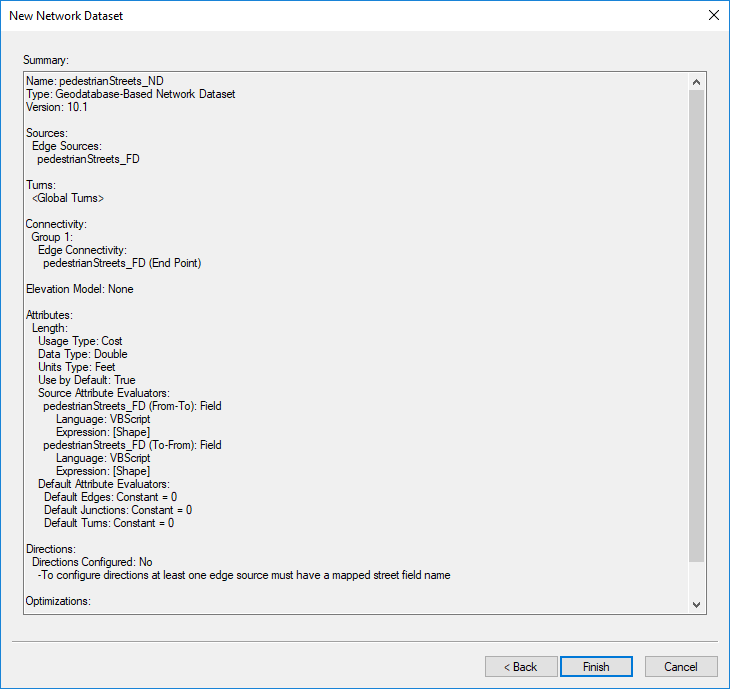 New Network Dataset
Summary:
Name: pedestrianStreets_ND
Type: Geodatabase-Based Network Dataset
Version: 10.1
Sources:
Edge Sources:
pedestrianStreets_FD
Turns:
<Global Turns>
Connectivity:
Group 1:
Edge Connectivity:
pedestrianStreets_FD (End Point)
Elevation Model: None
Attributes:
Length:
Usage Type: Cost
Data Type: Double
Units Type: Feet
Use by Default: True
Source Attribute Evaluators:
pedestrianStreets_FD (From-To): Field
Language: VBScript
Expression: [Shape]
pedestrianStreets_FD (To-From): Field
Language: VBScript
Expression: [Shape]
Default Attribute Evaluators:
Default Edges: Constant = 0
Default Junctions: Constant = 0
Default Turns: Constant = 0
Directions:
Directions Configured: No
-To configure directions at least one edge source must have a mapped street field name
Optimizations:
< Back Finish Cancel